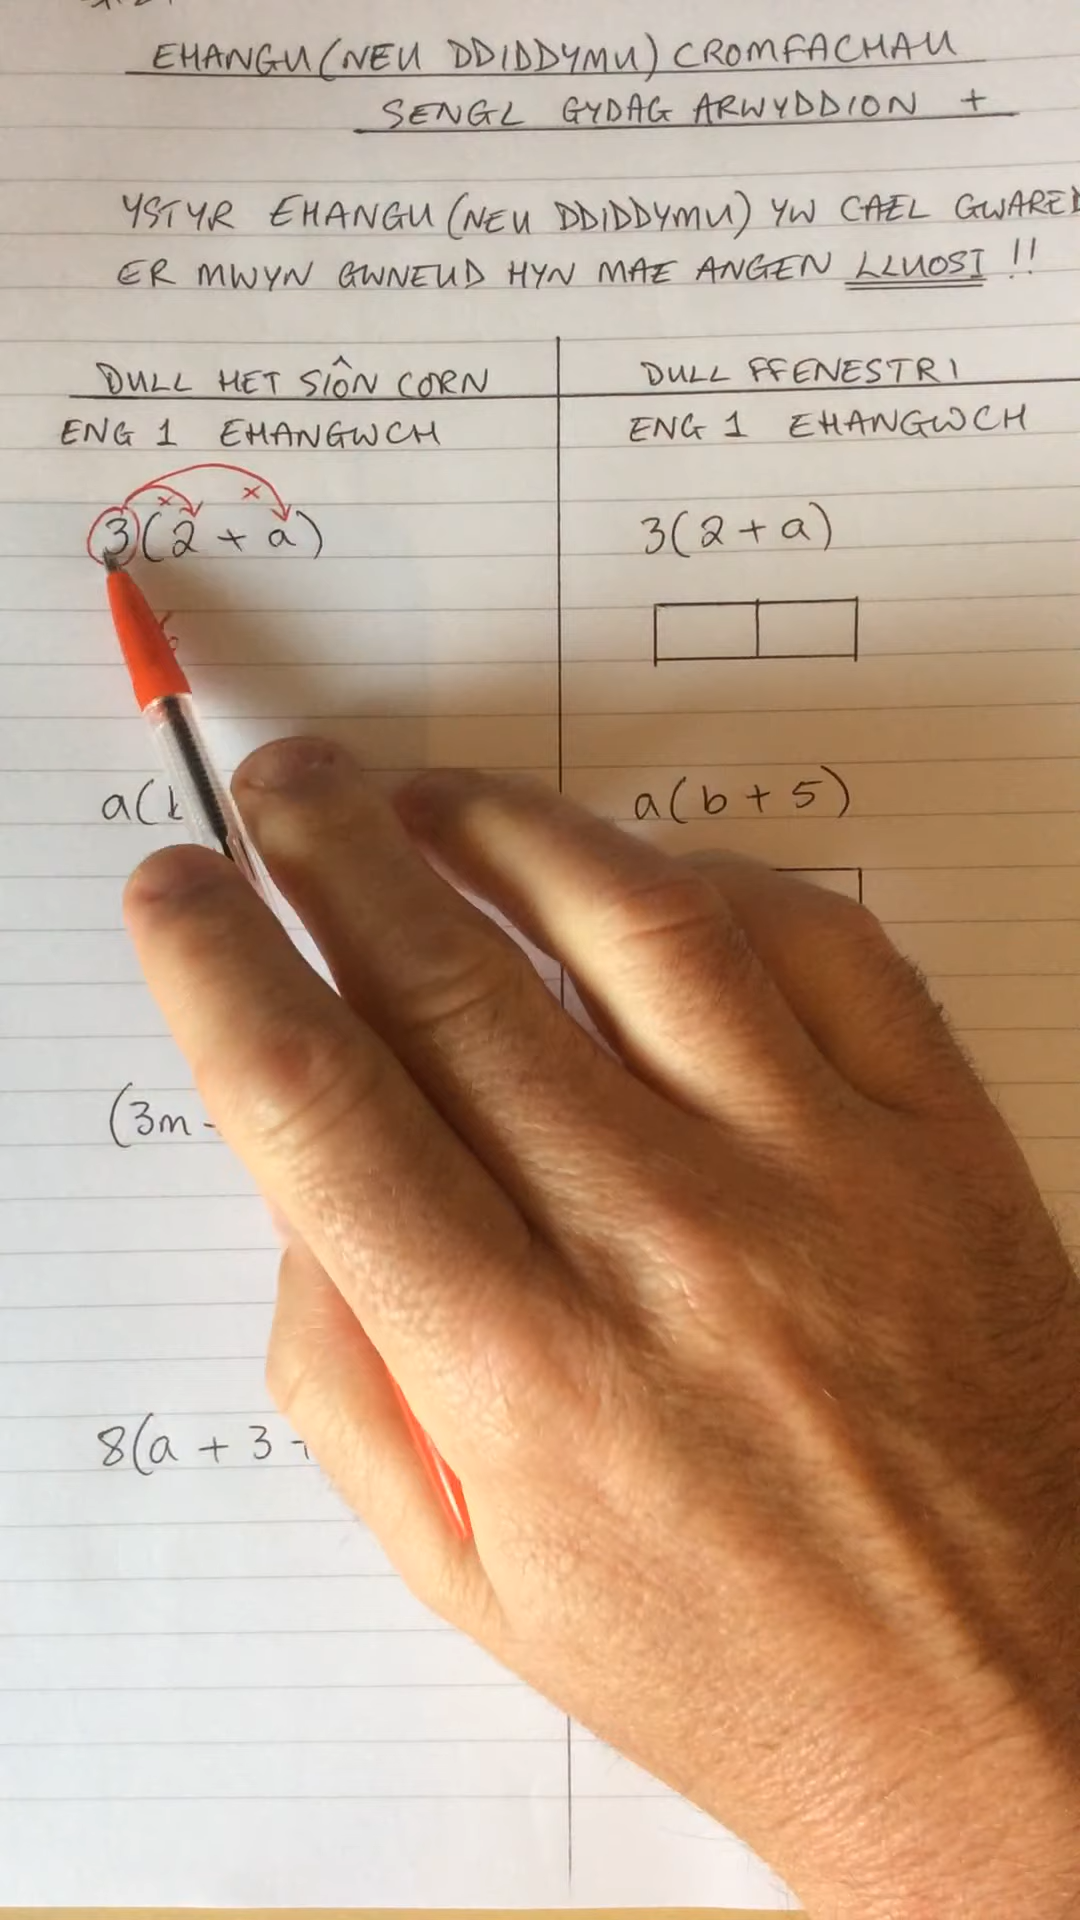 EHANGU (NEU DDIDDYMU) CROMFACHAU
SENGL GYDAG ARWYDDION +
YSTYR EHANGU (NEU DDIDDYMU) YW CAEL GWARED
ER MWYN GWNEUD HYN MAE ANGEN LLUOSI !!
DULL HET SIÔN CORN
ENG 1 EHANGWCH
3(2 + a)
x x
a(
(3m -
8(a + 3
DULL FFENESTRI
ENG 1 EHANGWCH
3(2 + a)
a(b + 5)